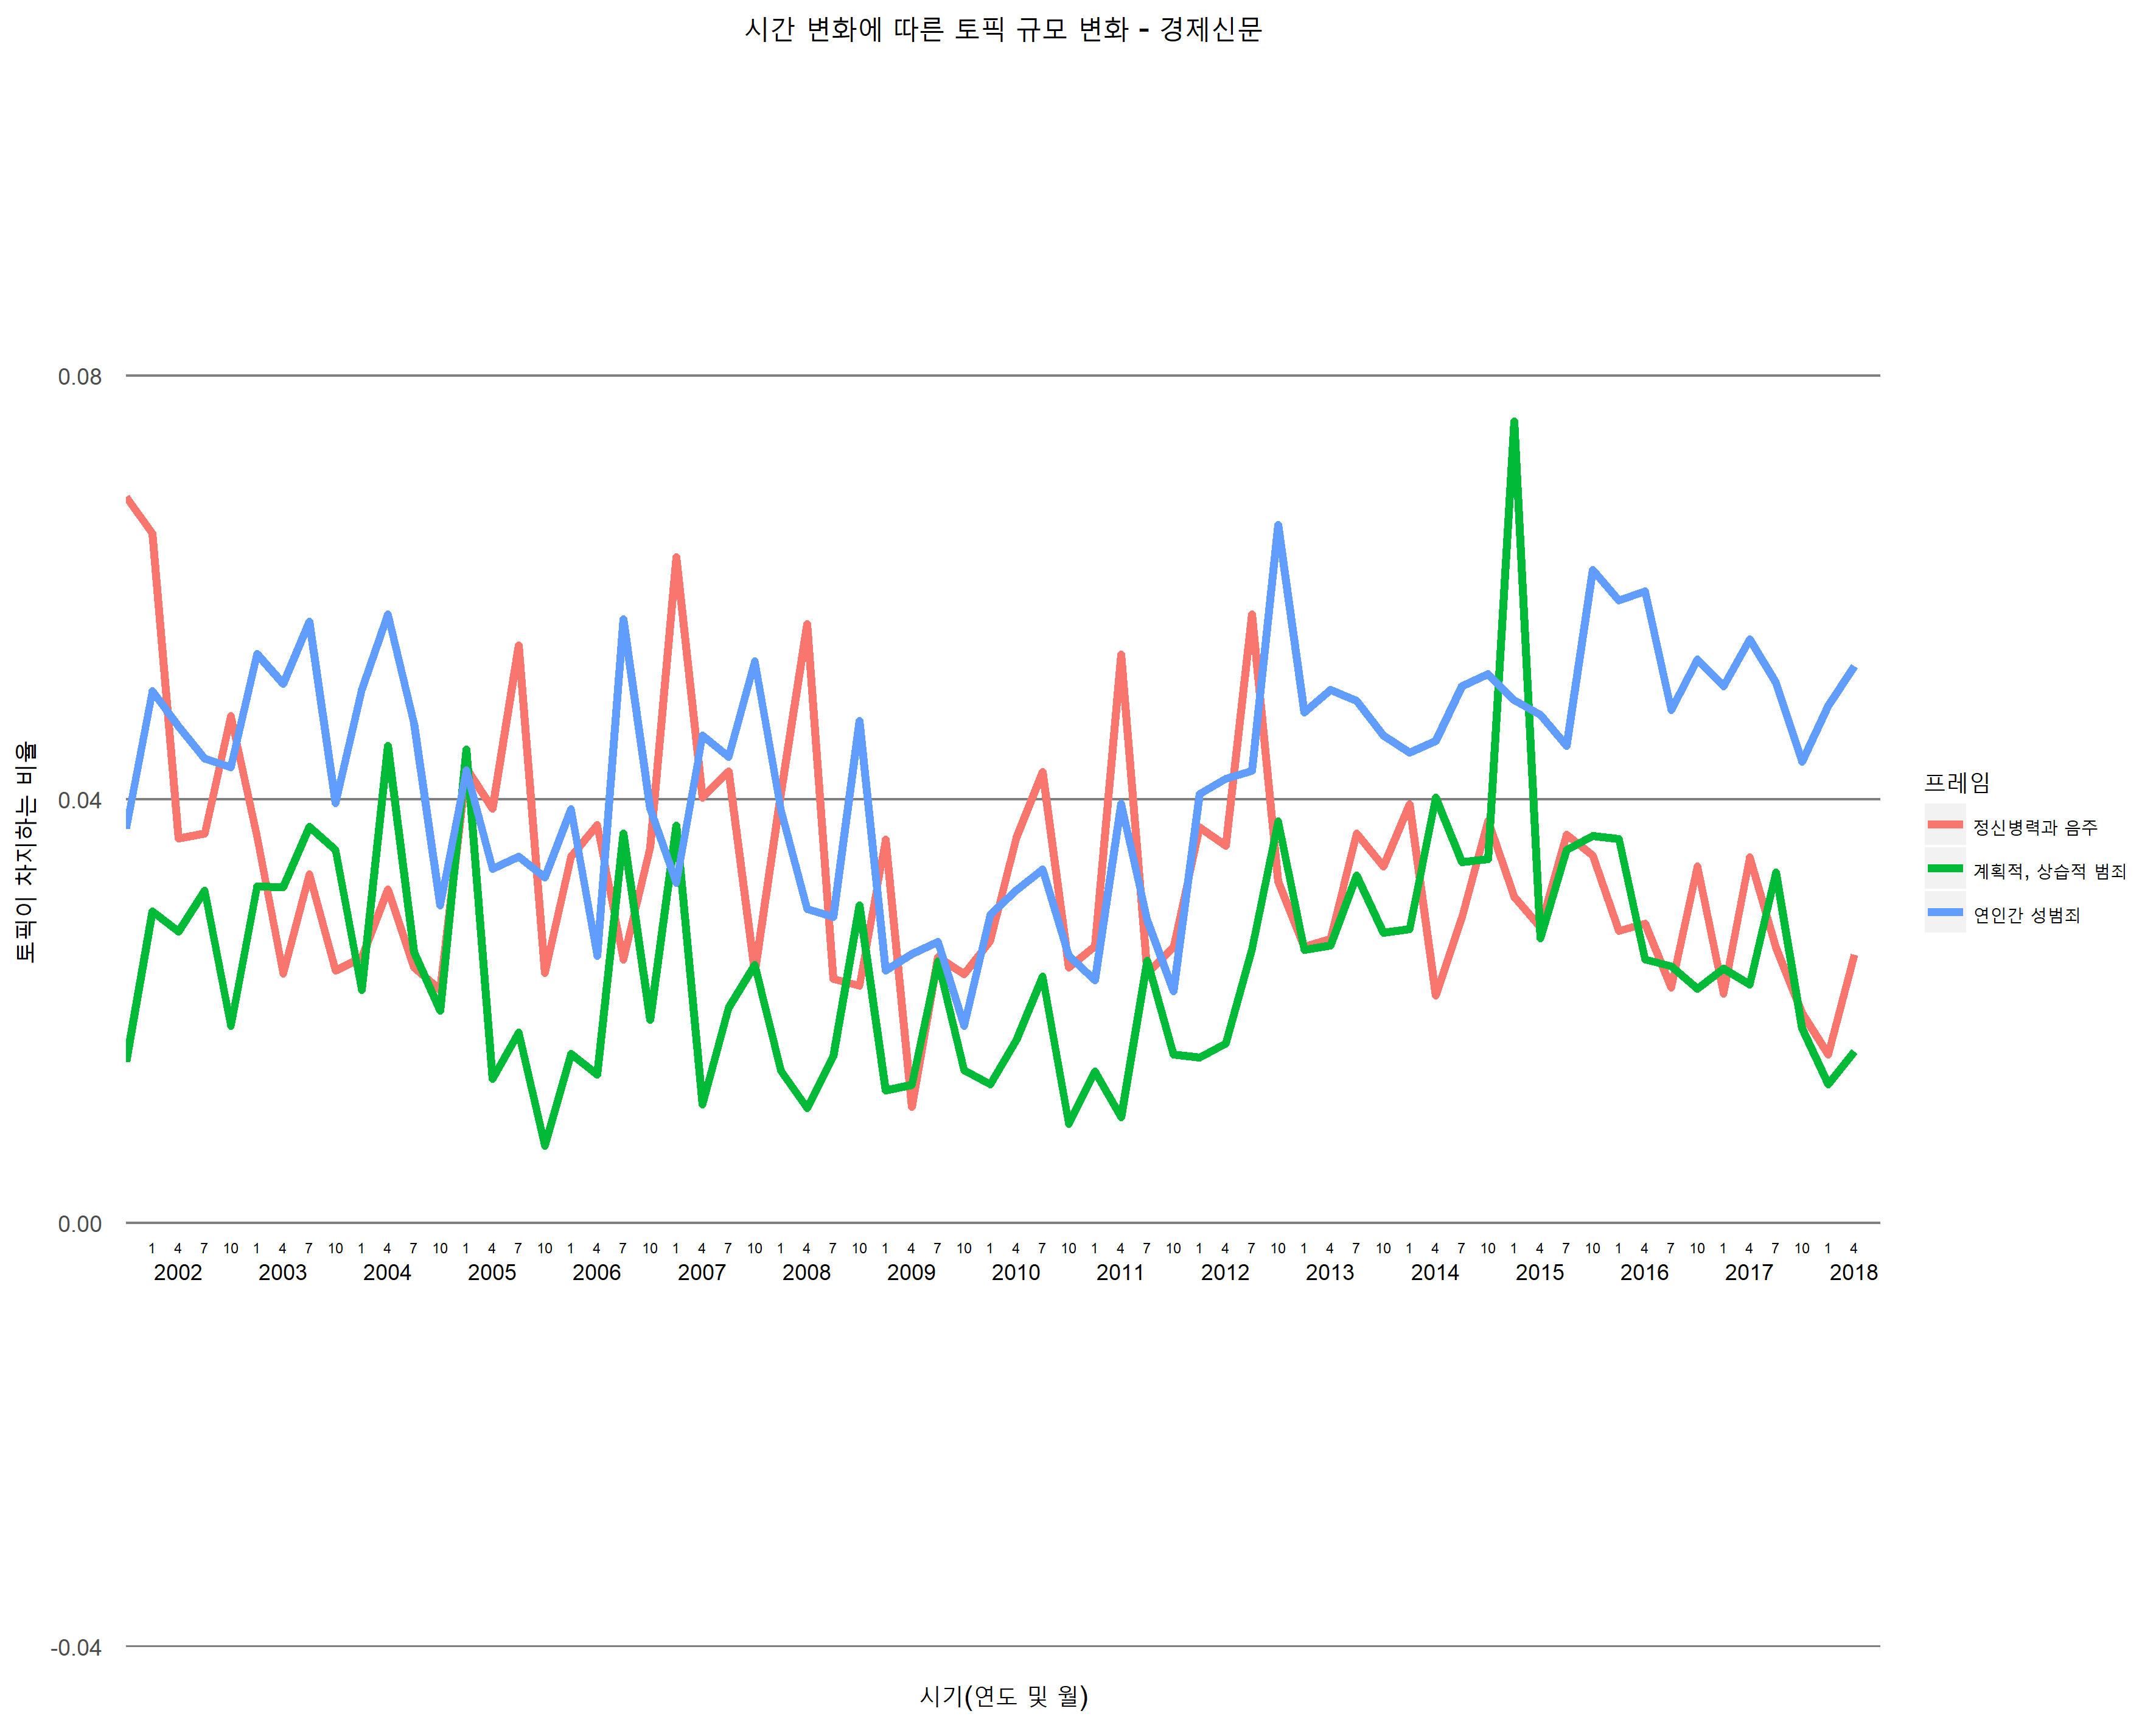 시간 변화에 따른 토픽 규모 변화 - 경제신문
토픽이 차지하는 비율
0.08
0.04
0.00
-0.04
1 4 7 10 1 4 7 10 1 4 7 10 1 4 7 10 1 4 7 10 1 4 7 10 1 4 7 10 1 4 7 10 1 4 7 10 1 4 7 10 1 4 7 10 1 4 7 10 1 4 7 10 1 4 7 10 1 4 7 10 1 4 7 10 1 4
2002 2003 2004 2005 2006 2007 2008 2009 2010 2011 2012 2013 2014 2015 2016 2017 2018
시기(연도 및 월)
프레임
정신병력과 음주
계획적, 상습적 범죄
연인간 성범죄